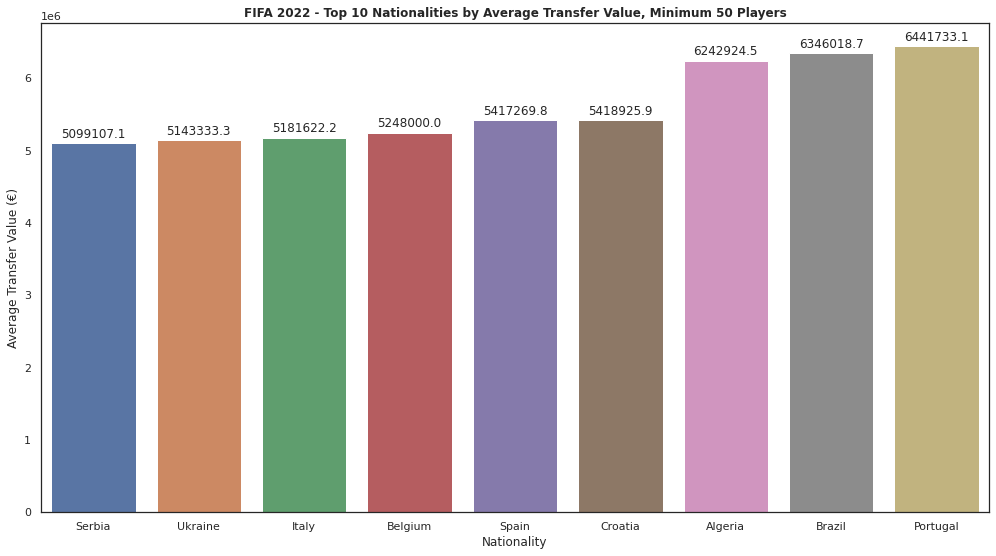 FIFA 2022 - Top 10 Nationalities by Average Transfer Value, Minimum 50 Players
1e6
6441733.1
6346018.7
6242924.5
5418925.9
5417269.8
5248000.0
5181622.2
5143333.3
5099107.1
6
5
4
3
2
1
0
Average Transfer Value (€)
Serbia
Ukraine
Italy
Belgium
Spain
Croatia
Algeria
Brazil
Portugal
Nationality